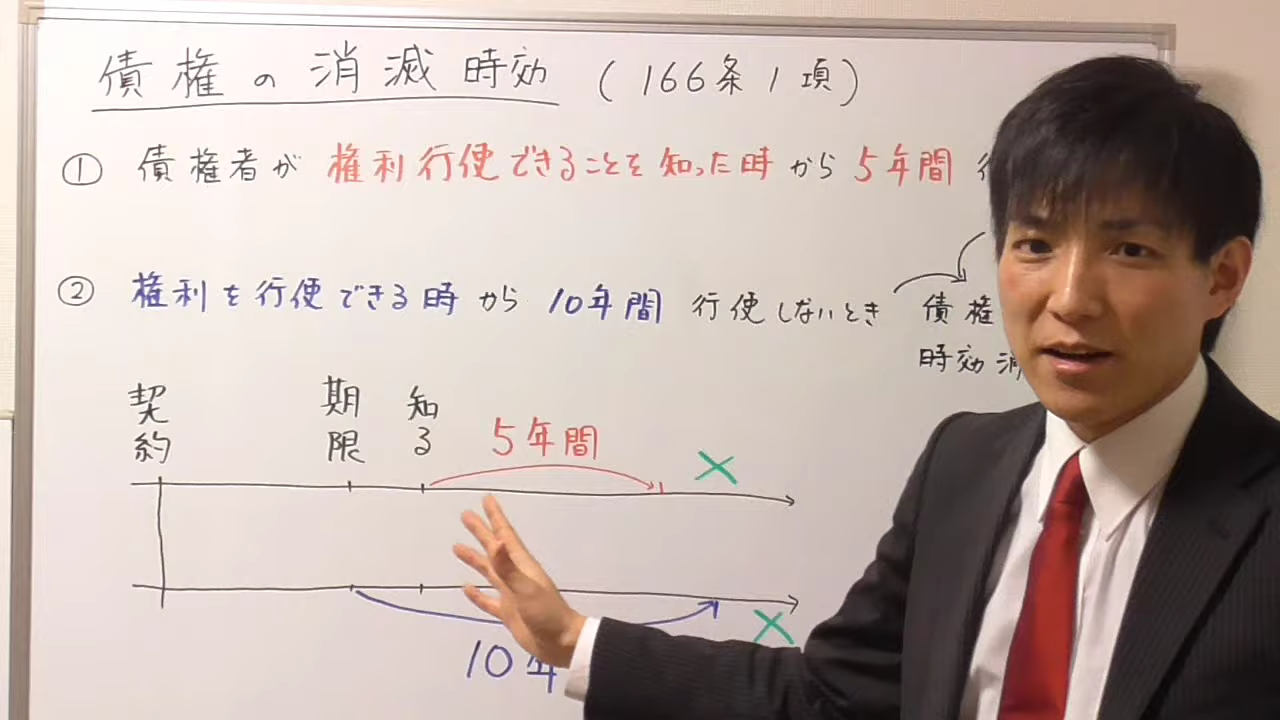 債権の消滅時効（166条1項）
① 債権者が権利行使できることを知った時から5年間
② 権利を行使できる時から10年間行使しないとき
債権
時効消
契約
期限
知る
5年間
×
10年
×